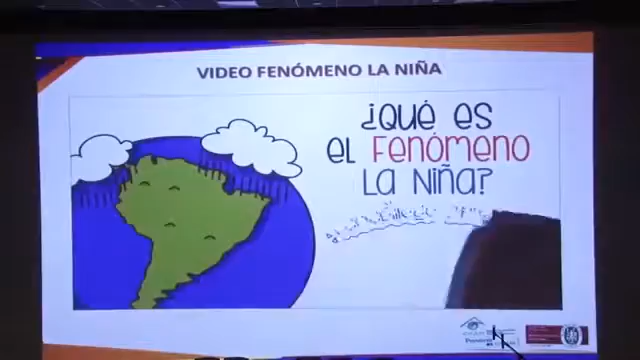 VIDEO FENÓMENO LA NIÑA
¿QUÉ ES
EL FENÓMENO
LA NIÑA?